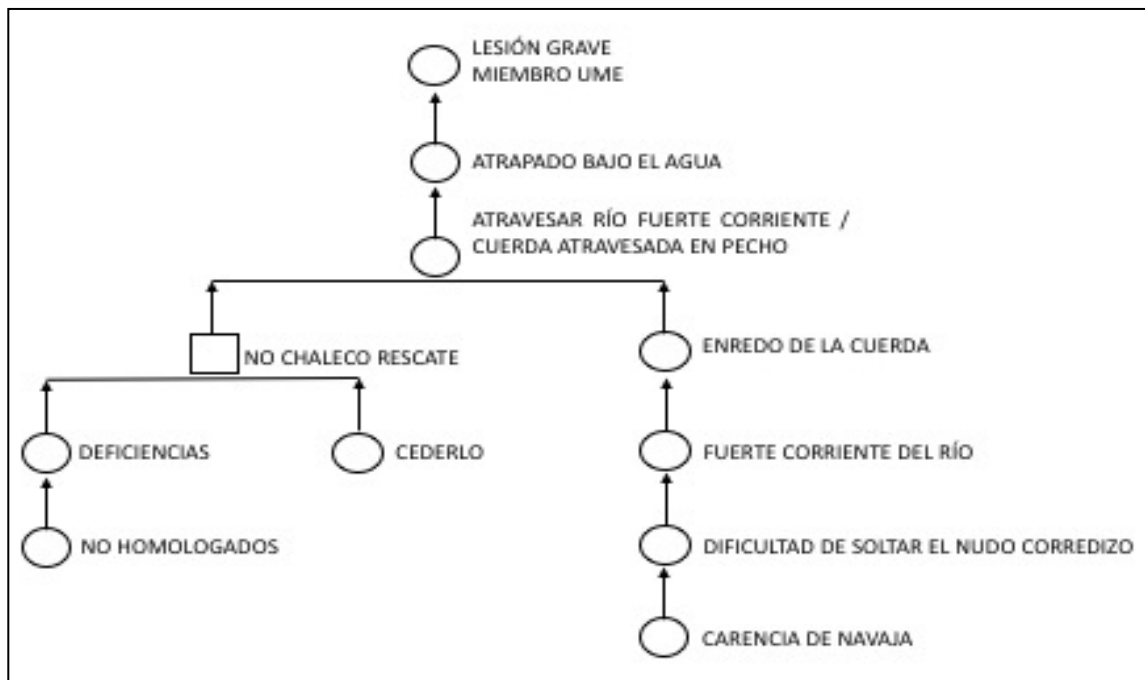 LESIÓN GRAVE
MIEMBRO UME
ATRAPADO BAJO EL AGUA
ATRAVESAR RÍO FUERTE CORRIENTE /
CUERDA ATRAVESADA EN PECHO
NO CHALECO RESCATE
ENREDO DE LA CUERDA
DEFICIENCIAS
CEDERLO
FUERTE CORRIENTE DEL RÍO
NO HOMOLOGADOS
DIFICULTAD DE SOLTAR EL NUDO CORREDIZO
CARENCIA DE NAVAJA